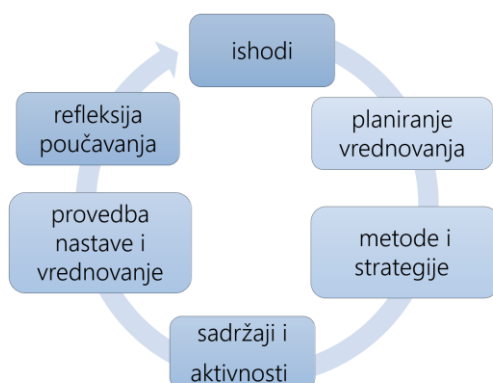 ishodi
planiranje
vrednovanja
metode i
strategije
sadržaji i
aktivnosti
provedba
nastave i
vrednovanje
refleksija
poučavanja